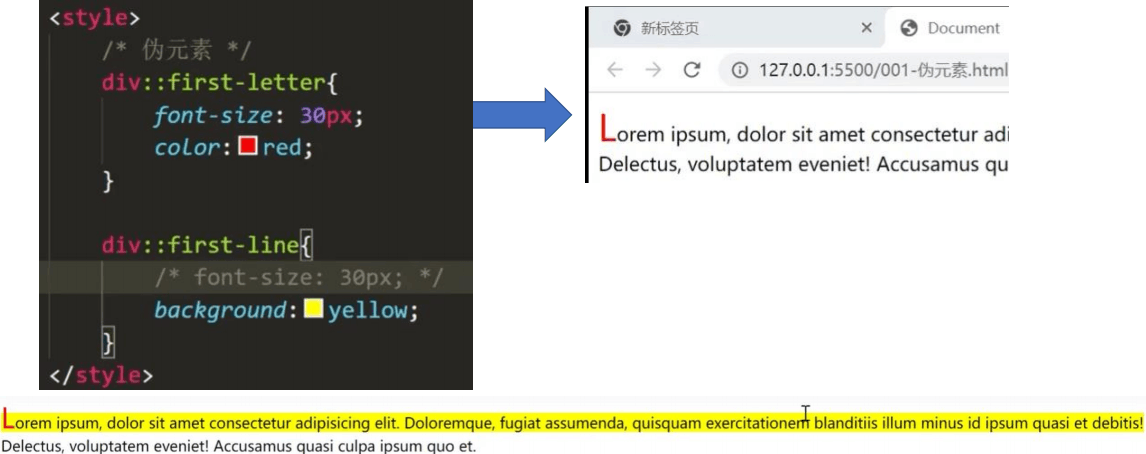 <style>
/* 伪元素 */
div::first-letter{
font-size: 30px;
color: red;
}
div::first-line{
/* font-size: 30px; */
background: yellow;
}
</style>
新标签页
Document
127.0.0.1:5500/001-伪元素.html
Lorem ipsum, dolor sit amet consectetur adi
Delectus, voluptatem eveniet! Accusamus qu
Lorem ipsum, dolor sit amet consectetur adipisicing elit. Doloremque, fugiat assumenda, quisquam exercitationem blanditiis illum minus id ipsum quasi et debitis!
Delectus, voluptatem eveniet! Accusamus quasi culpa ipsum quo et.